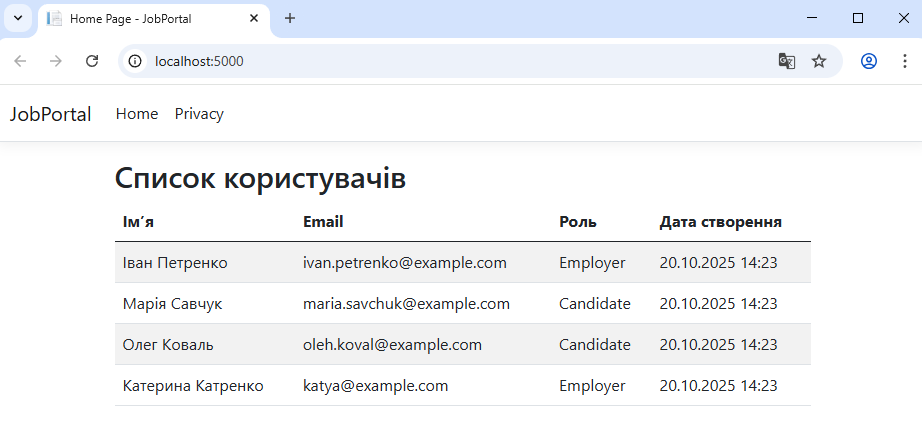 Home Page - JobPortal
localhost:5000
JobPortal Home Privacy
Список користувачів
Ім’я Email Роль Дата створення
Іван Петренко ivan.petrenko@example.com Employer 20.10.2025 14:23
Марія Савчук maria.savchuk@example.com Candidate 20.10.2025 14:23
Олег Коваль oleh.koval@example.com Candidate 20.10.2025 14:23
Катерина Катренко katya@example.com Employer 20.10.2025 14:23